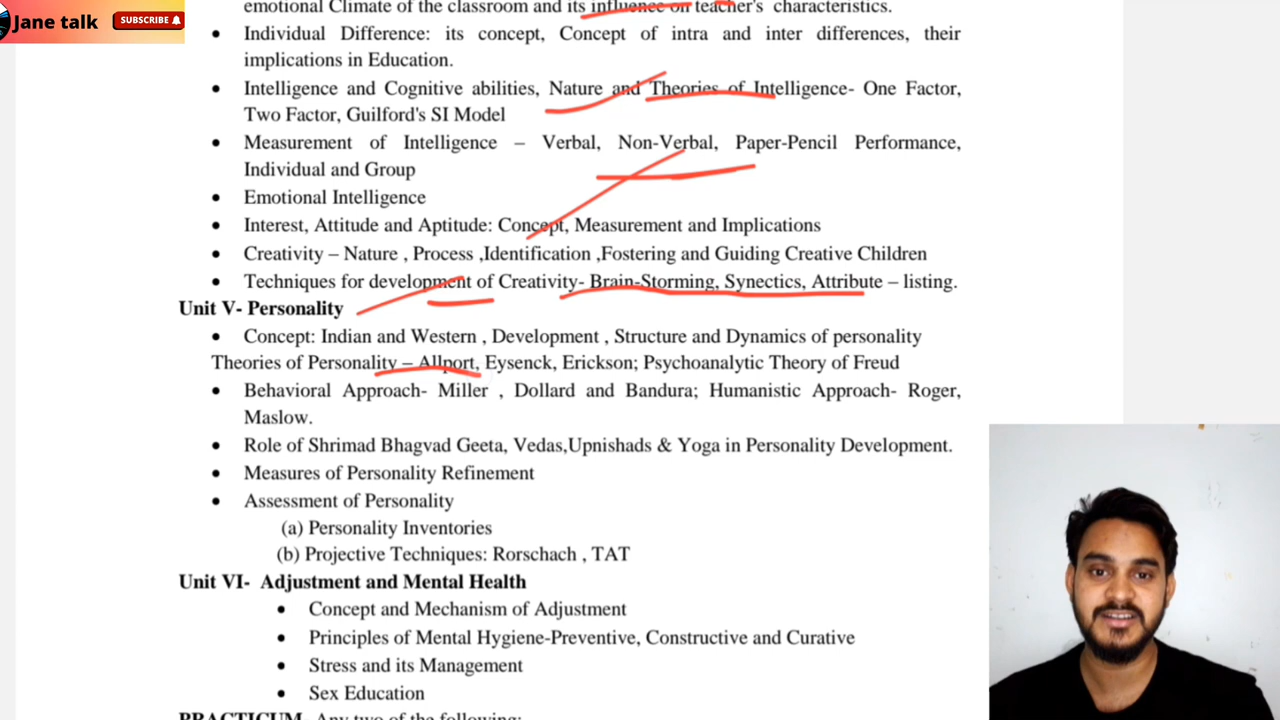 Jane talk
SUBSCRIBE
emotional Climate of the classroom and its influence on teacher's characteristics.
• Individual Difference: its concept, Concept of intra and inter differences, their
implications in Education.
• Intelligence and Cognitive abilities, Nature and Theories of Intelligence- One Factor,
Two Factor, Guilford's SI Model
• Measurement of Intelligence – Verbal, Non-Verbal, Paper-Pencil Performance,
Individual and Group
• Emotional Intelligence
• Interest, Attitude and Aptitude: Concept, Measurement and Implications
• Creativity – Nature , Process ,Identification ,Fostering and Guiding Creative Children
• Techniques for development of Creativity- Brain-Storming, Synectics, Attribute – listing.
Unit V- Personality
• Concept: Indian and Western , Development , Structure and Dynamics of personality
Theories of Personality – Allport, Eysenck, Erickson; Psychoanalytic Theory of Freud
• Behavioral Approach- Miller , Dollard and Bandura; Humanistic Approach- Roger,
Maslow.
• Role of Shrimad Bhagvad Geeta, Vedas,Upnishads & Yoga in Personality Development.
• Measures of Personality Refinement
• Assessment of Personality
(a) Personality Inventories
(b) Projective Techniques: Rorschach , TAT
Unit VI- Adjustment and Mental Health
• Concept and Mechanism of Adjustment
• Principles of Mental Hygiene-Preventive, Constructive and Curative
• Stress and its Management
• Sex Education
PRACTICUM Any two of the following: